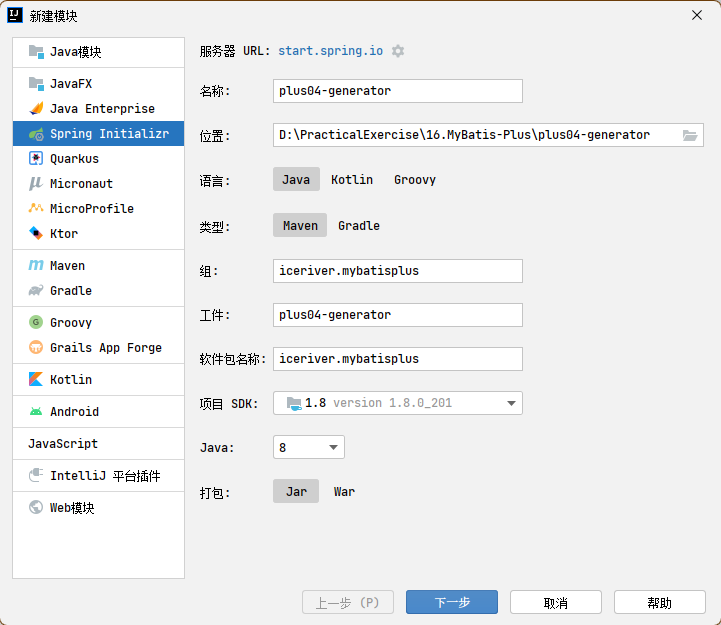 新建模块
Java模块
JavaFX
Java Enterprise
Spring Initializr
Quarkus
Micronaut
MicroProfile
Ktor
Maven
Gradle
Groovy
Grails App Forge
Kotlin
Android
JavaScript
IntelliJ 平台插件
Web模块
服务器 URL: start.spring.io
名称: plus04-generator
位置: D:\PracticalExercise\16.MyBatis-Plus\plus04-generator
语言: Java Kotlin Groovy
类型: Maven Gradle
组: iceriver.mybatisplus
工件: plus04-generator
软件包名称: iceriver.mybatisplus
项目 SDK: 1.8 version 1.8.0_201
Java: 8
打包: Jar War
上一步 (P) 下一步 取消 帮助